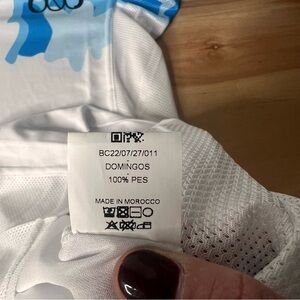 BC22/07/27/011
DOMINGOS
100% PES
MADE IN MOROCCO